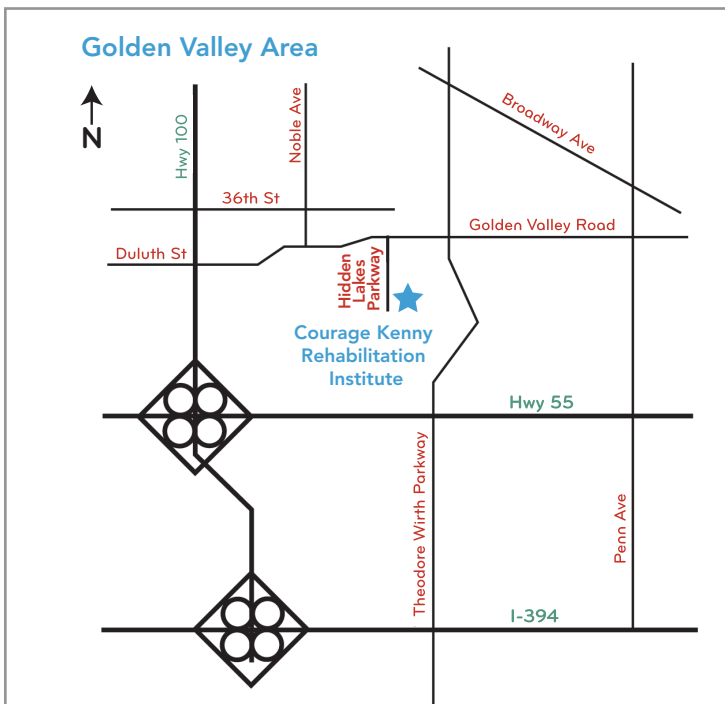 Golden Valley Area
N
Hwy 100
Noble Ave
Broadway Ave
36th St
Golden Valley Road
Duluth St
Hidden
Lakes
Parkway
Courage Kenny
Rehabilitation
Institute
Hwy 55
Theodore Wirth Parkway
Penn Ave
I-394